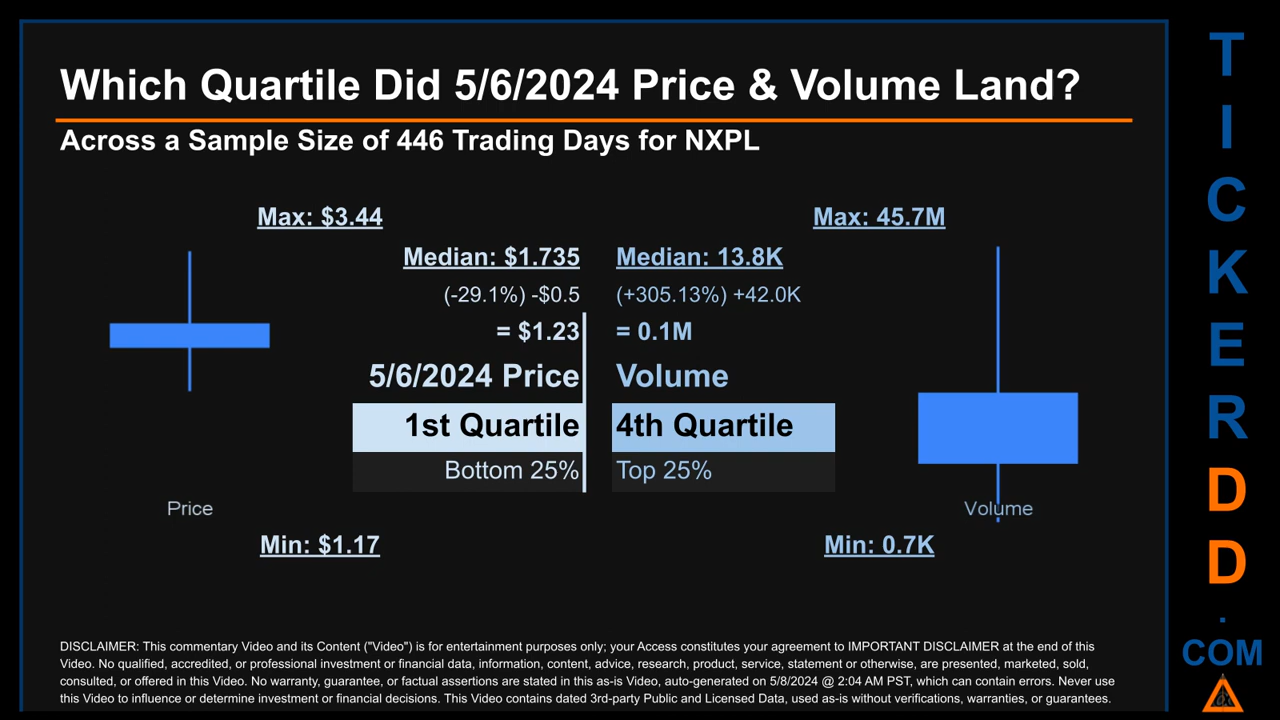 Which Quartile Did 5/6/2024 Price & Volume Land?
Across a Sample Size of 446 Trading Days for NXPL
Max: $3.44
Max: 45.7M
Median: $1.735
Median: 13.8K
(-29.1%) -$0.5
(+305.13%) +42.0K
= $1.23
= 0.1M
5/6/2024 Price
Volume
1st Quartile
4th Quartile
Bottom 25%
Top 25%
Price
Volume
Min: $1.17
Min: 0.7K
DISCLAIMER: This commentary Video and its Content ("Video") is for entertainment purposes only; your Access constitutes your agreement to IMPORTANT DISCLAIMER at the end of this
Video. No qualified, accredited, or professional investment or financial data, information, content, advice, research, product, service, statement or otherwise, are presented, marketed, sold,
consulted, or offered in this Video. No warranty, guarantee, or factual assertions are stated in this as-is Video, auto-generated on 5/8/2024 @ 2:04 AM PST, which can contain errors. Never use
this Video to influence or determine investment or financial decisions. This Video contains dated 3rd-party Public and Licensed Data, used as-is without verifications, warranties, or guarantees.
T
I
C
K
E
R
D
D
.
COM